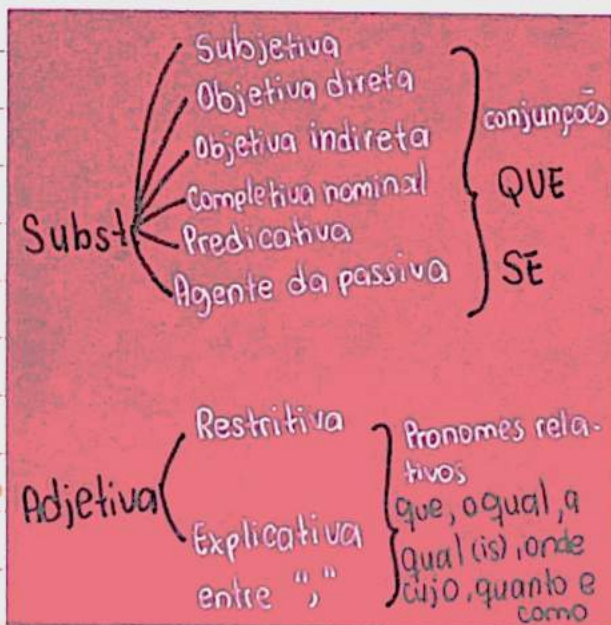 Subst
Subjetiva
Objetiva direta
Objetiva indireta
Completiva nominal
Predicativa
Agente da passiva
conjunçoẽs
QUE
SE
Adjetiva
Restritiva
Explicativa
entre ","
Pronomes rela-
tivos
que, o qual, a
qual (is), onde
cujo, quanto e
como